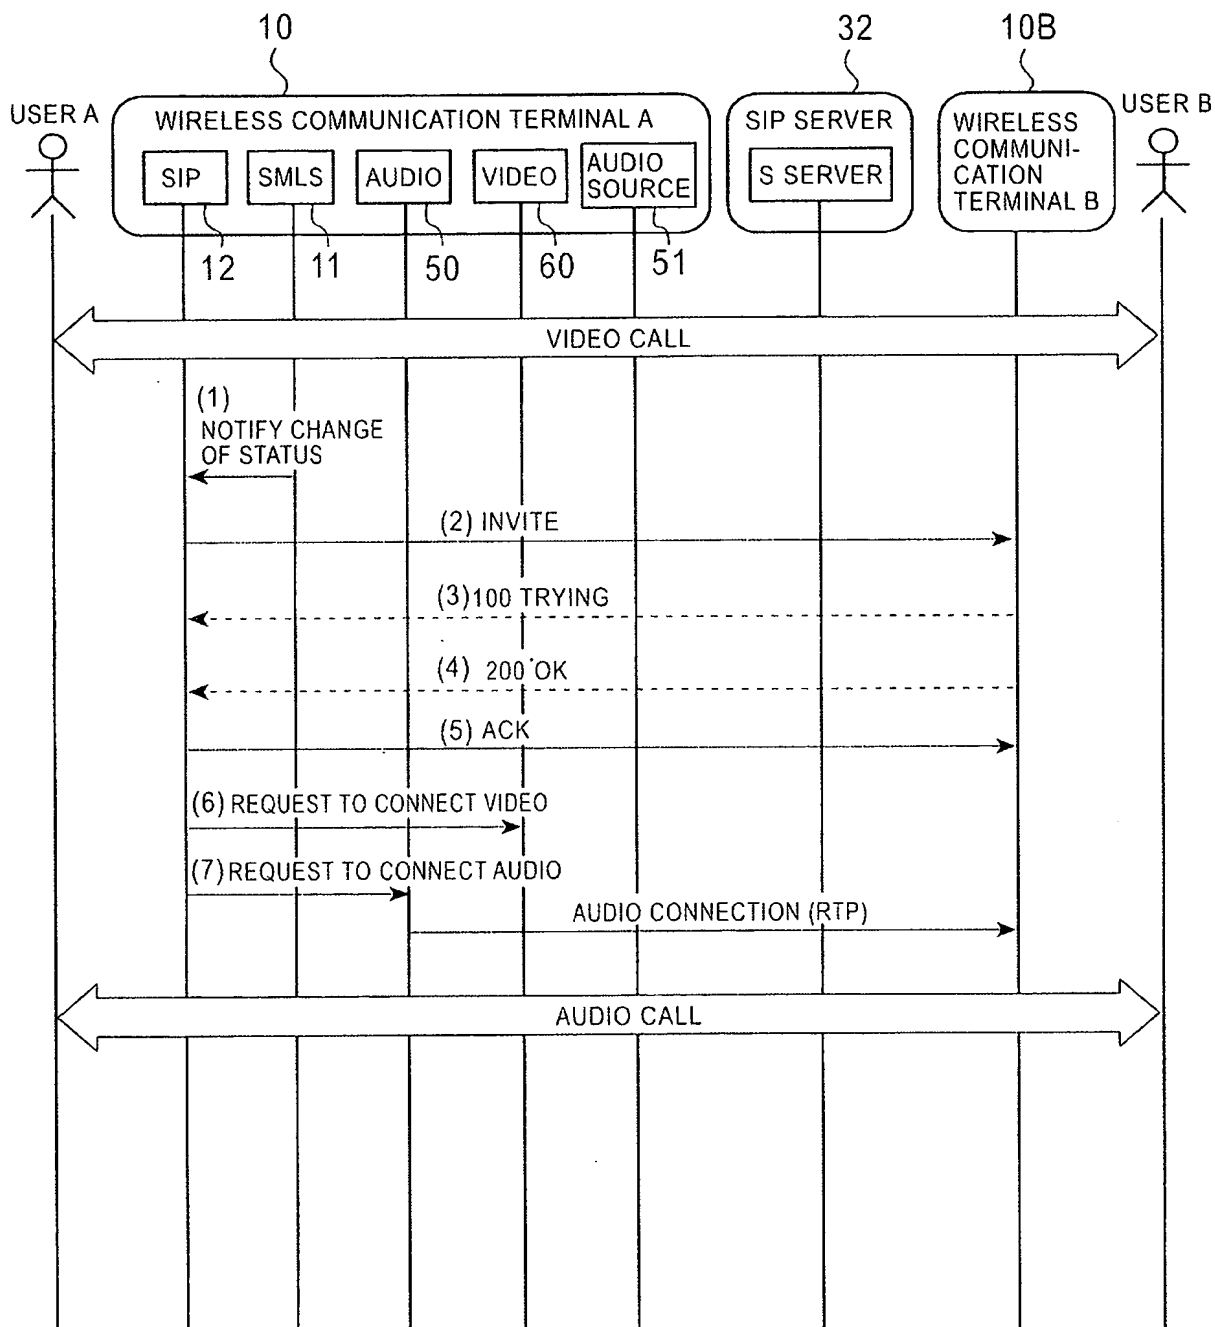 10
32
10B
USER A
WIRELESS COMMUNICATION TERMINAL A
SIP
SMLS
AUDIO
VIDEO
AUDIO
SOURCE
12
11
50
60
51
SIP SERVER
S SERVER
WIRELESS
COMMUNI-
CATION
TERMINAL B
USER B
VIDEO CALL
(1)
NOTIFY CHANGE
OF STATUS
(2) INVITE
(3)100 TRYING
(4) 200 OK
(5) ACK
(6) REQUEST TO CONNECT VIDEO
(7) REQUEST TO CONNECT AUDIO
AUDIO CONNECTION (RTP)
AUDIO CALL